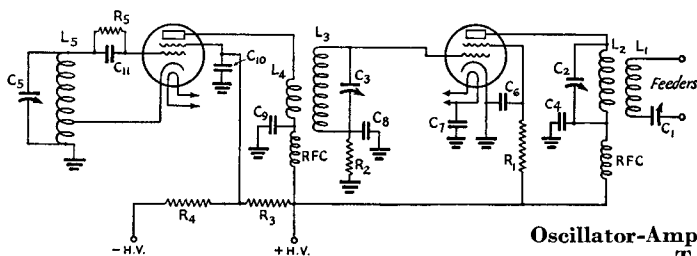 R5
L5
C5
C11
C10
L4
C9
RFC
L3
C3
C8
R2
C7
C6
R1
C2
L2
L1
C4
Feeders
C1
RFC
R4
R3
– H.V.
+ H.V.
Oscillator-Amp